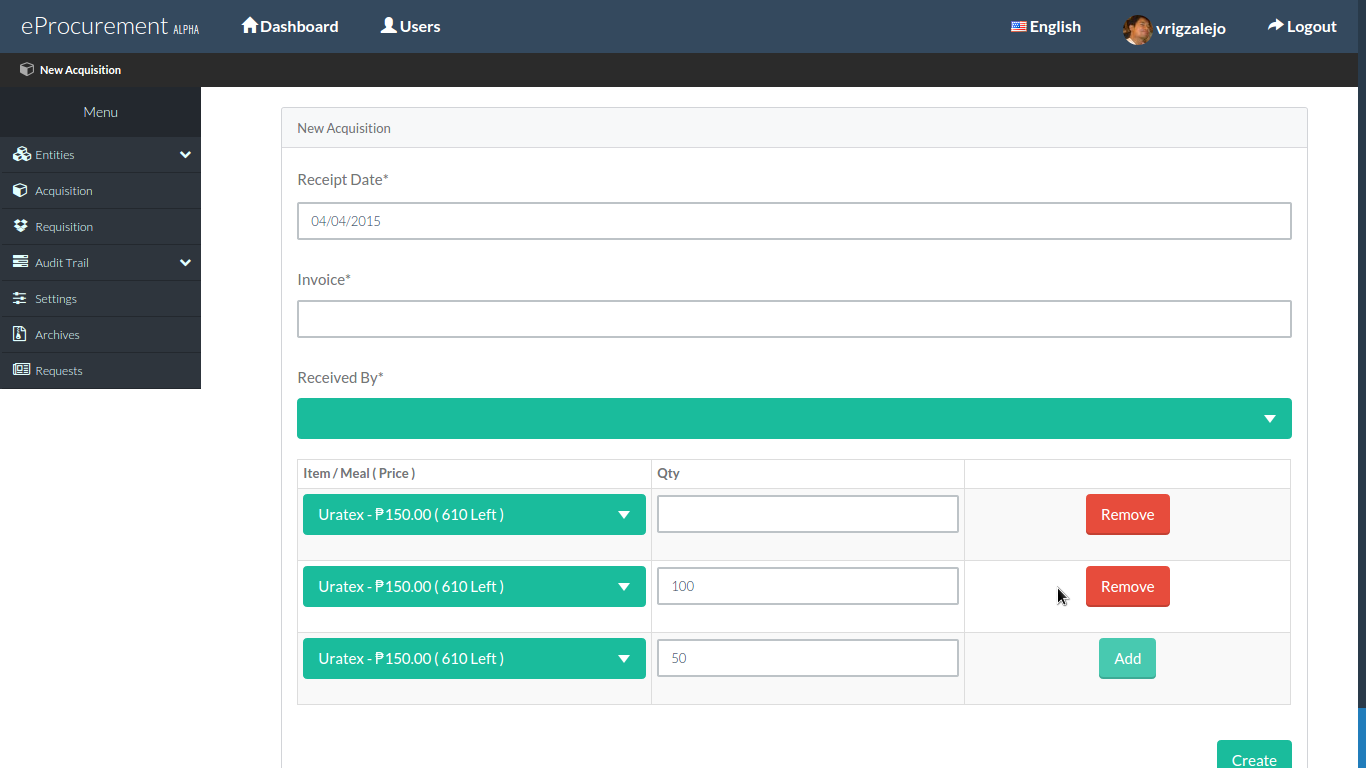 eProcurement ALPHA Dashboard Users English vrigzalejo Logout
New Acquisition
Menu
Entities
Acquisition
Requisition
Audit Trail
Settings
Archives
Requests
New Acquisition
Receipt Date*
04/04/2015
Invoice*
Received By*
Item / Meal ( Price ) Qty
Uratex - ₱150.00 ( 610 Left ) Remove
Uratex - ₱150.00 ( 610 Left ) 100 Remove
Uratex - ₱150.00 ( 610 Left ) 50 Add
Create